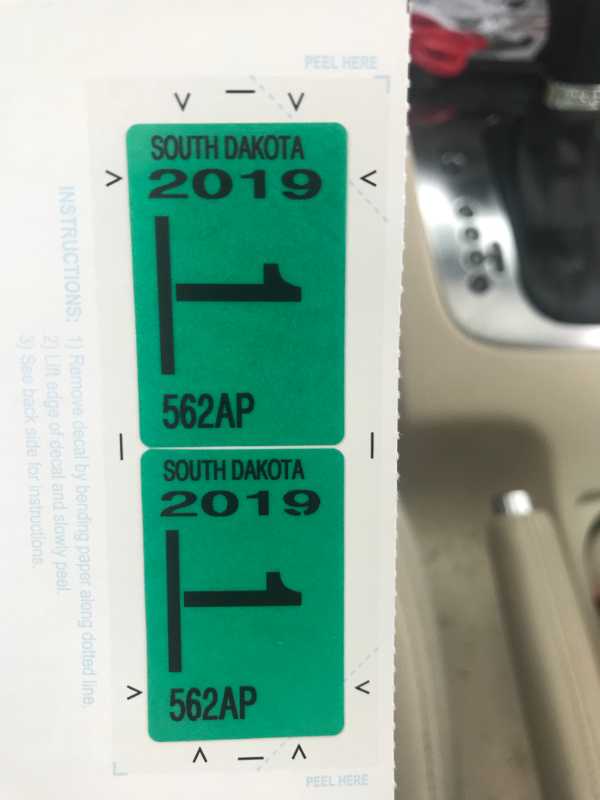 PEEL HERE
SOUTH DAKOTA
2019
1
562AP
SOUTH DAKOTA
2019
1
562AP
PEEL HERE
INSTRUCTIONS: 1) Remove decal by bending paper along dotted line.
2) Lift edge of decal and slowly peel.
3) See back side for instructions.